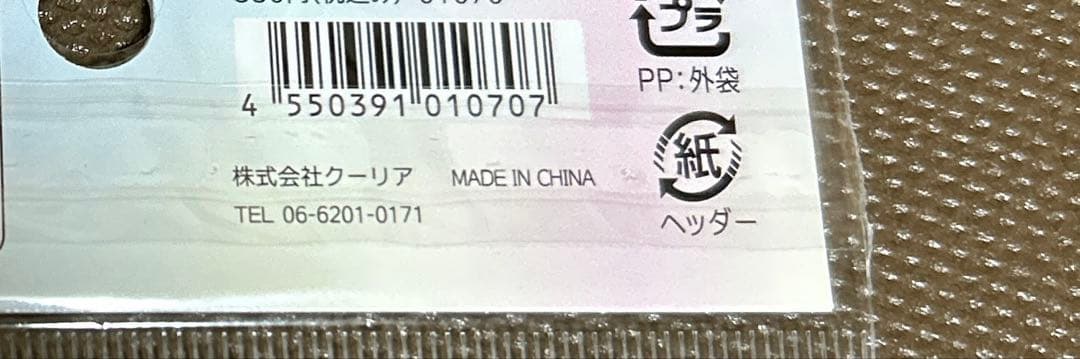 プラ
PP:外袋
4 550391 010707
紙
株式会社クーリア MADE IN CHINA
TEL 06-6201-0171
ヘッダー